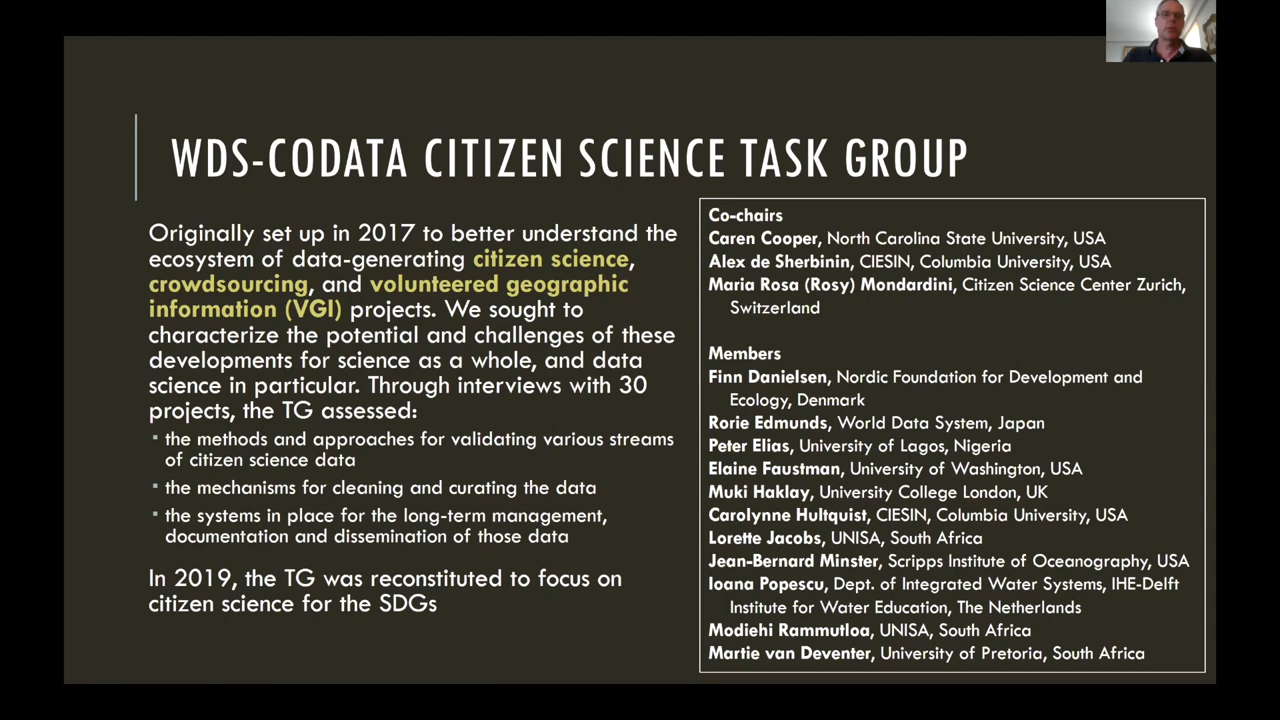 WDS-CODATA CITIZEN SCIENCE TASK GROUP
Originally set up in 2017 to better understand the
ecosystem of data-generating citizen science,
crowdsourcing, and volunteered geographic
information (VGI) projects. We sought to
characterize the potential and challenges of these
developments for science as a whole, and data
science in particular. Through interviews with 30
projects, the TG assessed:
▪ the methods and approaches for validating various streams
of citizen science data
▪ the mechanisms for cleaning and curating the data
▪ the systems in place for the long-term management,
documentation and dissemination of those data
In 2019, the TG was reconstituted to focus on
citizen science for the SDGs
Co-chairs
Caren Cooper, North Carolina State University, USA
Alex de Sherbinin, CIESIN, Columbia University, USA
Maria Rosa (Rosy) Mondardini, Citizen Science Center Zurich,
Switzerland
Members
Finn Danielsen, Nordic Foundation for Development and
Ecology, Denmark
Rorie Edmunds, World Data System, Japan
Peter Elias, University of Lagos, Nigeria
Elaine Faustman, University of Washington, USA
Muki Haklay, University College London, UK
Carolynne Hultquist, CIESIN, Columbia University, USA
Lorette Jacobs, UNISA, South Africa
Jean-Bernard Minster, Scripps Institute of Oceanography, USA
Ioana Popescu, Dept. of Integrated Water Systems, IHE-Delft
Institute for Water Education, The Netherlands
Modiehi Rammutloa, UNISA, South Africa
Martie van Deventer, University of Pretoria, South Africa